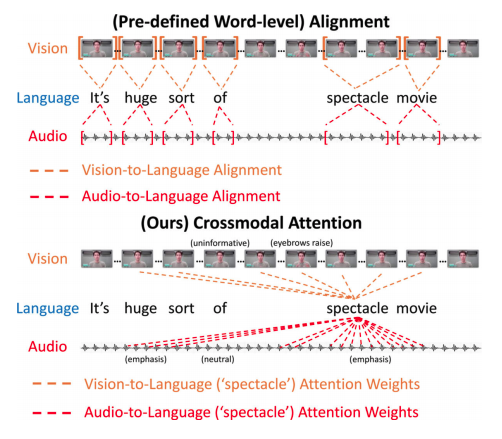 (Pre-defined Word-level) Alignment
Vision
Language It's huge sort of spectacle movie
Audio
Vision-to-Language Alignment
Audio-to-Language Alignment
(Ours) Crossmodal Attention
(uninformative) (eyebrows raise)
Vision
Language It's huge sort of spectacle movie
Audio
(emphasis) (neutral) (emphasis)
Vision-to-Language ('spectacle') Attention Weights
Audio-to-Language ('spectacle') Attention Weights